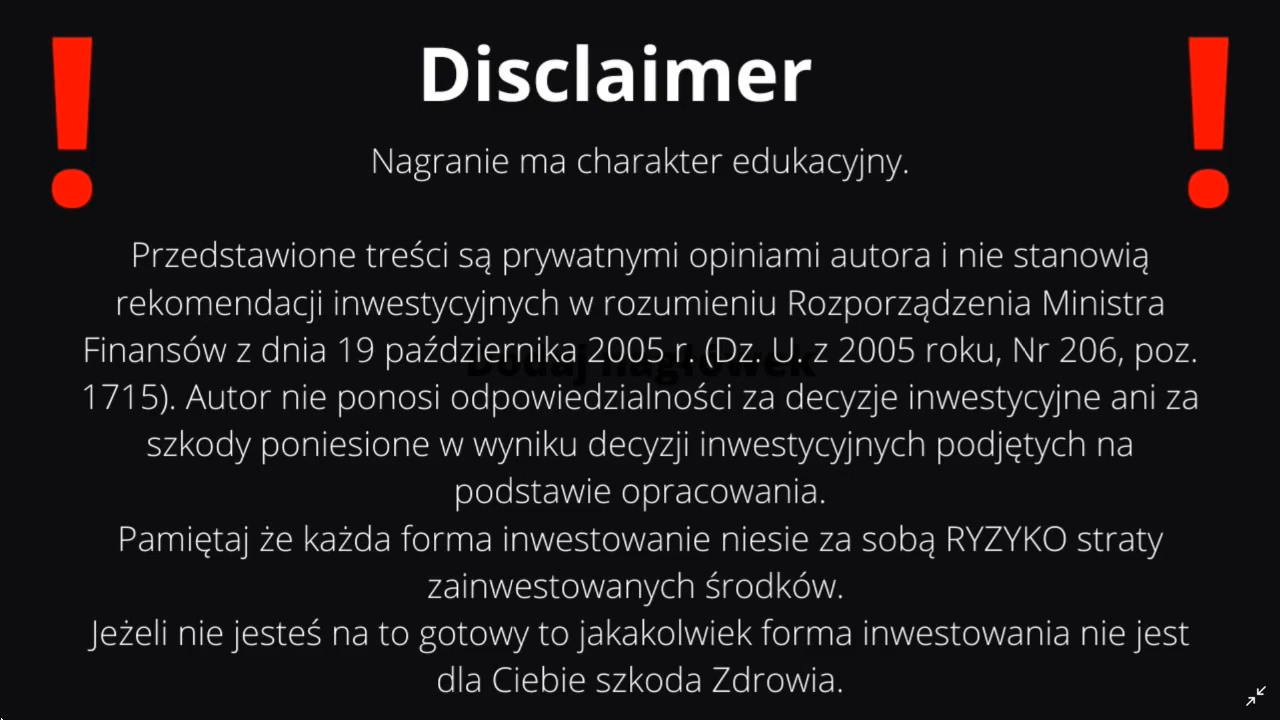 Disclaimer
Nagranie ma charakter edukacyjny.
Przedstawione treści są prywatnymi opiniami autora i nie stanowią
rekomendacji inwestycyjnych w rozumieniu Rozporządzenia Ministra
Finansów z dnia 19 października 2005 r. (Dz. U. z 2005 roku, Nr 206, poz.
1715). Autor nie ponosi odpowiedzialności za decyzje inwestycyjne ani za
szkody poniesione w wyniku decyzji inwestycyjnych podjętych na
podstawie opracowania.
Pamiętaj że każda forma inwestowanie niesie za sobą RYZYKO straty
zainwestowanych środków.
Jeżeli nie jesteś na to gotowy to jakakolwiek forma inwestowania nie jest
dla Ciebie szkoda Zdrowia.
Dodaj nagłówek